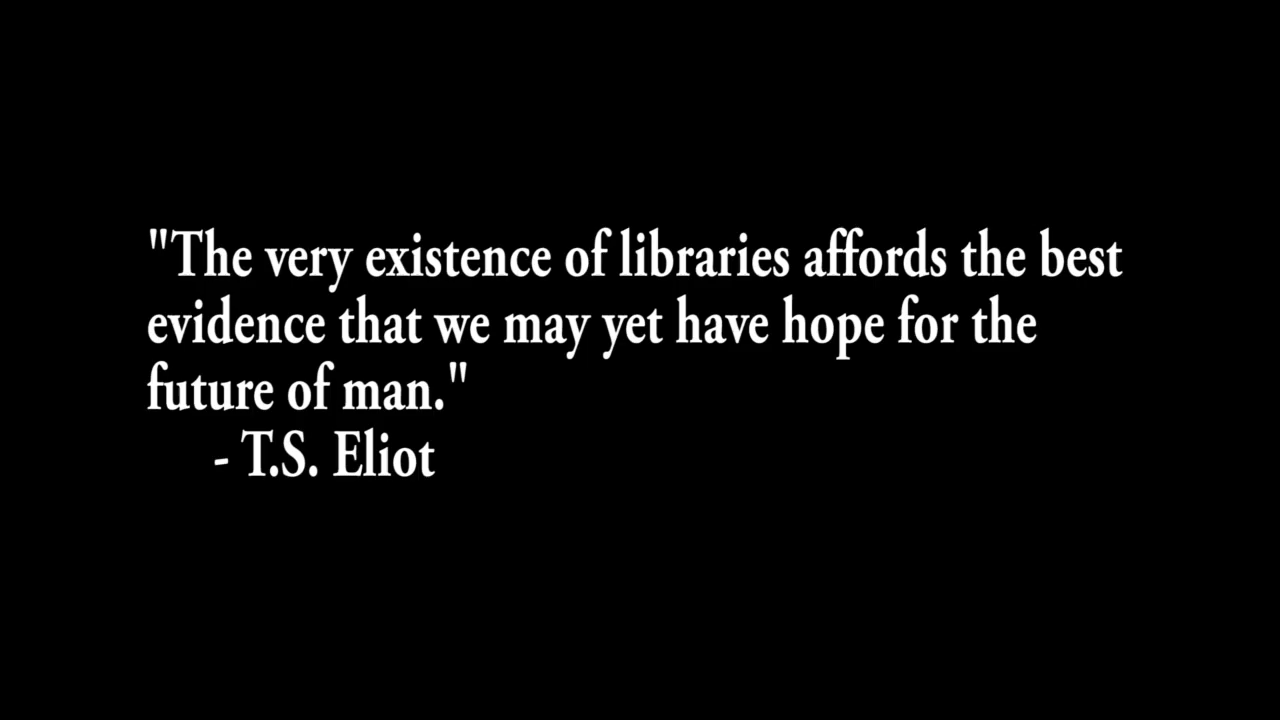 "The very existence of libraries affords the best
evidence that we may yet have hope for the
future of man."
- T.S. Eliot